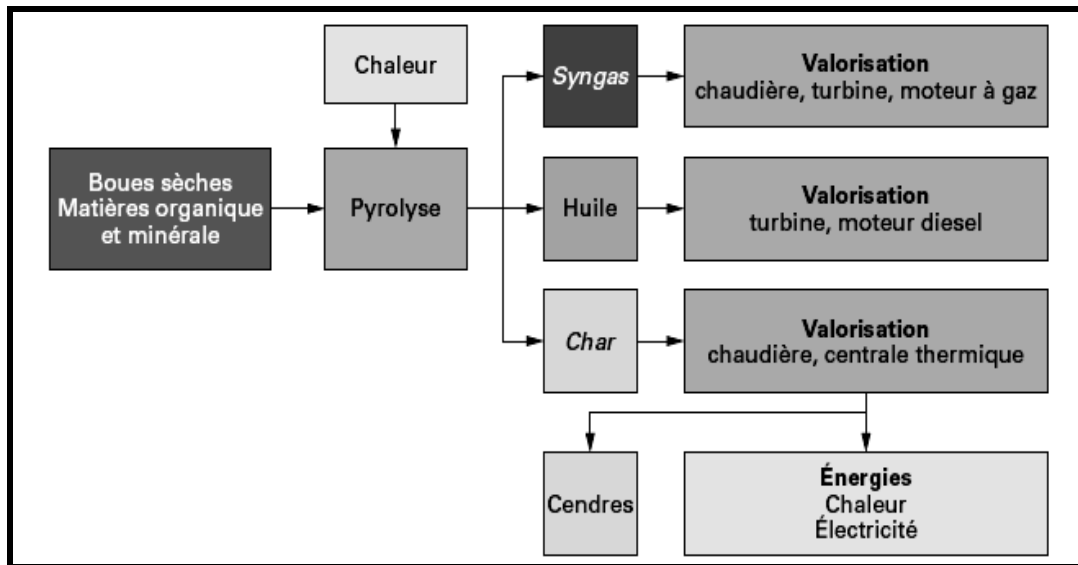 Chaleur
Syngas
Valorisation
chaudière, turbine, moteur à gaz
Boues sèches
Matières organique
et minérale
Pyrolyse
Huile
Valorisation
turbine, moteur diesel
Char
Valorisation
chaudière, centrale thermique
Cendres
Énergies
Chaleur
Électricité